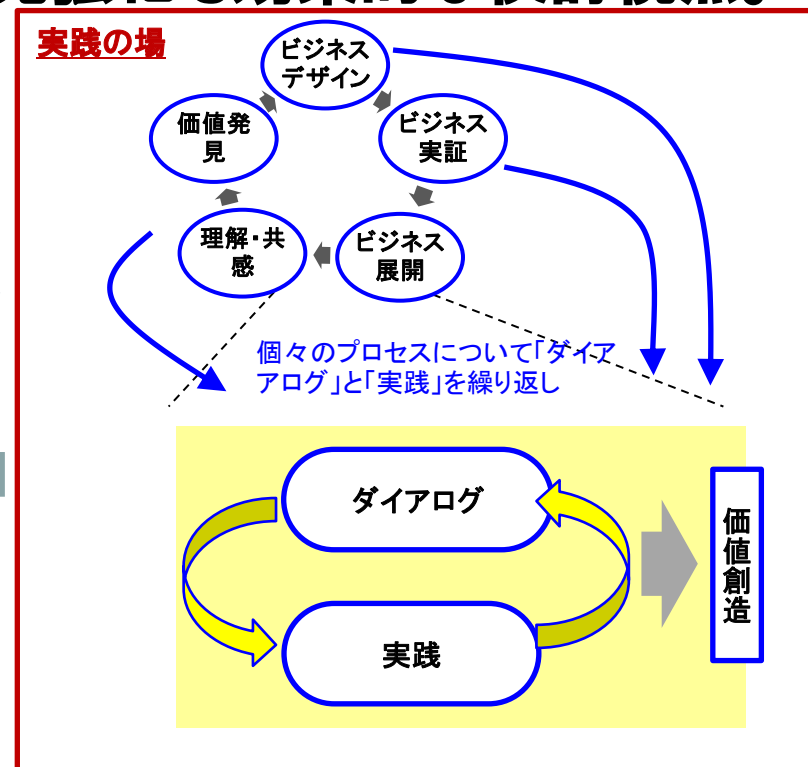 実践の場
ビジネス
デザイン
価値発
見
ビジネス
実証
理解・共
感
ビジネス
展開
個々のプロセスについて「ダイア
アログ」と「実践」を繰り返し
ダイアログ
実践
価値創造